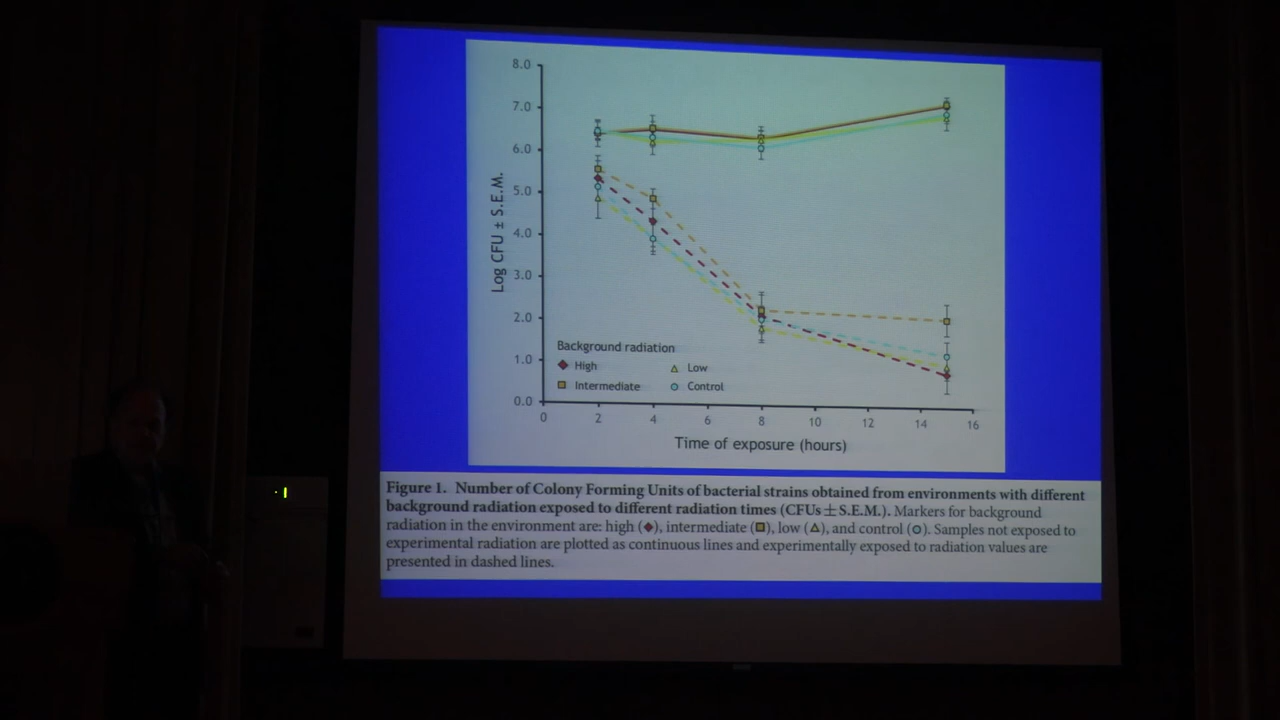 8.0
7.0
6.0
5.0
4.0
3.0
2.0
1.0
0.0
Log CFU ± S.E.M.
Background radiation
High
Low
Intermediate
Control
0 2 4 6 8 10 12 14 16
Time of exposure (hours)
Figure 1. Number of Colony Forming Units of bacterial strains obtained from environments with different
background radiation exposed to different radiation times (CFUs ± S.E.M.). Markers for background
radiation in the environment are: high (◆), intermediate (□), low (△), and control (○). Samples not exposed to
experimental radiation are plotted as continuous lines and experimentally exposed to radiation values are
presented in dashed lines.